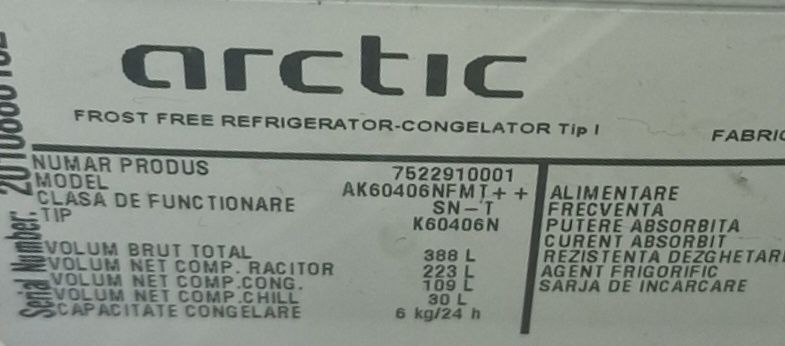 arctic
FROST FREE REFRIGERATOR-CONGELATOR Tip I
NUMAR PRODUS 7522910001
MODEL AK60406NFMT++
CLASA DE FUNCTIONARE SN-T
TIP K60406N
VOLUM BRUT TOTAL 388 L
VOLUM NET COMP. RACITOR 223 L
VOLUM NET COMP.CONG. 109 L
VOLUM NET COMP.CHILL 30 L
CAPACITATE CONGELARE 6 kg/24 h
ALIMENTARE
FRECVENTA
PUTERE ABSORBITA
CURENT ABSORBIT
REZISTENTA DEZGHETARE
AGENT FRIGORIFIC
SARJA DE INCARCARE
Serial Number.